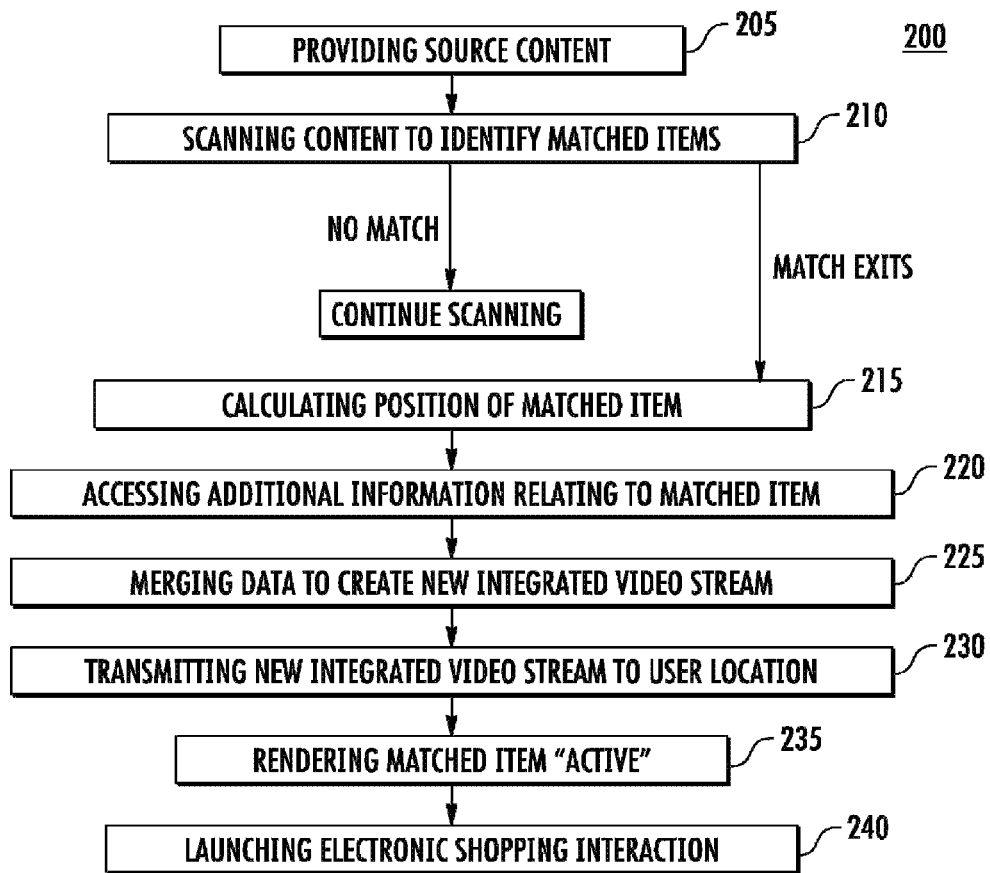 200
PROVIDING SOURCE CONTENT
205
SCANNING CONTENT TO IDENTIFY MATCHED ITEMS
210
NO MATCH
MATCH EXITS
CONTINUE SCANNING
CALCULATING POSITION OF MATCHED ITEM
215
ACCESSING ADDITIONAL INFORMATION RELATING TO MATCHED ITEM
220
MERGING DATA TO CREATE NEW INTEGRATED VIDEO STREAM
225
TRANSMITTING NEW INTEGRATED VIDEO STREAM TO USER LOCATION
230
RENDERING MATCHED ITEM “ACTIVE”
235
LAUNCHING ELECTRONIC SHOPPING INTERACTION
240